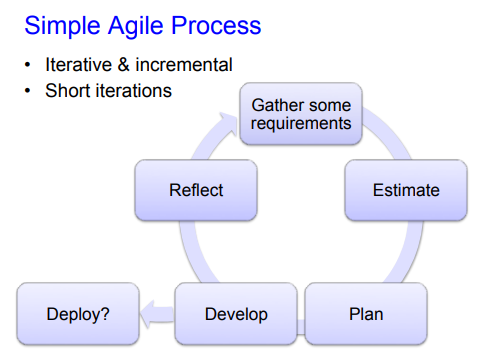 Simple Agile Process
• Iterative & incremental
• Short iterations
Gather some
requirements
Reflect
Estimate
Deploy?
Develop
Plan